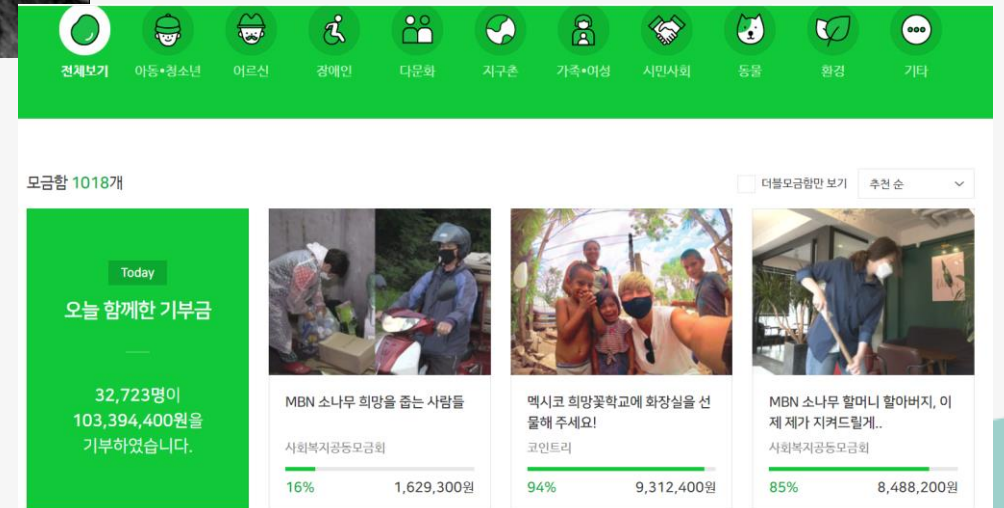 전체보기 아동•청소년 어르신 장애인 다문화 지구촌 가족•여성 시민사회 동물 환경 기타
모금함 1018개
더블모금함만 보기 추천 순
Today
오늘 함께한 기부금
32,723명이
103,394,400원을
기부하였습니다.
MBN 소나무 희망을 줍는 사람들
사회복지공동모금회
16% 1,629,300원
멕시코 희망꽃학교에 화장실을 선
물해 주세요!
코인트리
94% 9,312,400원
MBN 소나무 할머니 할아버지, 이
제 제가 지켜드릴게..
사회복지공동모금회
85% 8,488,200원